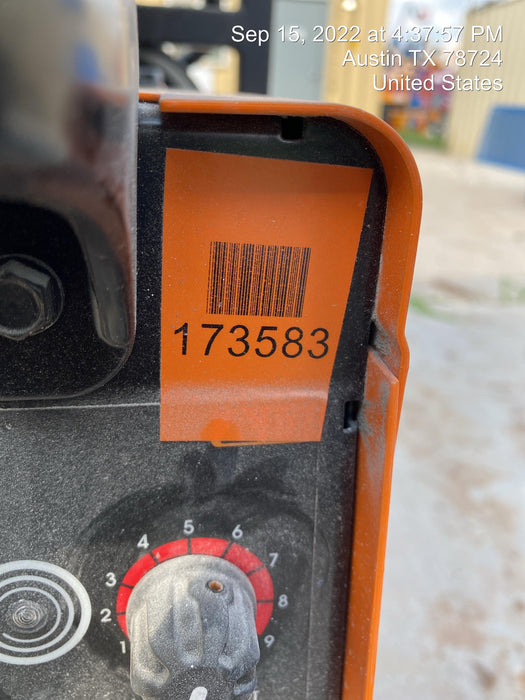 Sep 15, 2022 at 4:37:57 PM
Austin TX 78724
United States
173583
1 2 3 4 5 6 7 8 9